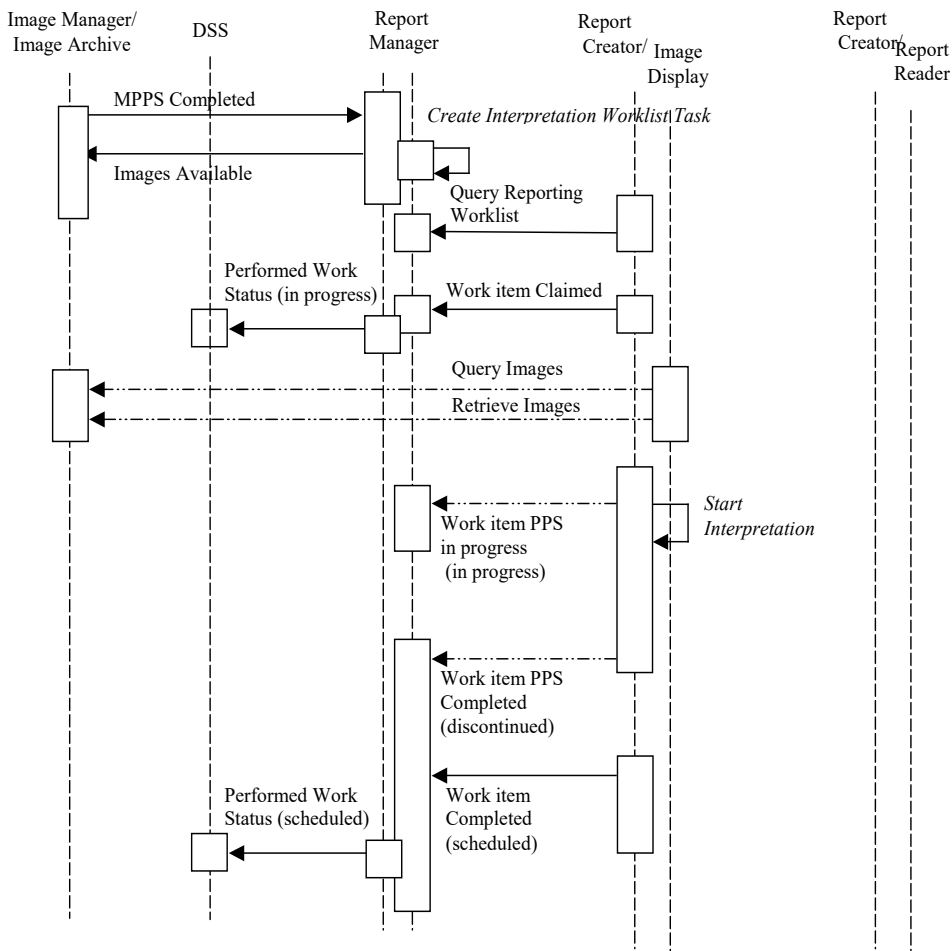 Image Manager/
Image Archive
DSS
Report
Manager
Report
Creator/
Image
Display
Report
Creator/
Report
Reader
MPPS Completed
Create Interpretation Worklist Task
Images Available
Query Reporting
Worklist
Performed Work
Status (in progress)
Work item Claimed
Query Images
Retrieve Images
Start
Interpretation
Work item PPS
in progress
(in progress)
Work item PPS
Completed
(discontinued)
Performed Work
Status (scheduled)
Work item
Completed
(scheduled)